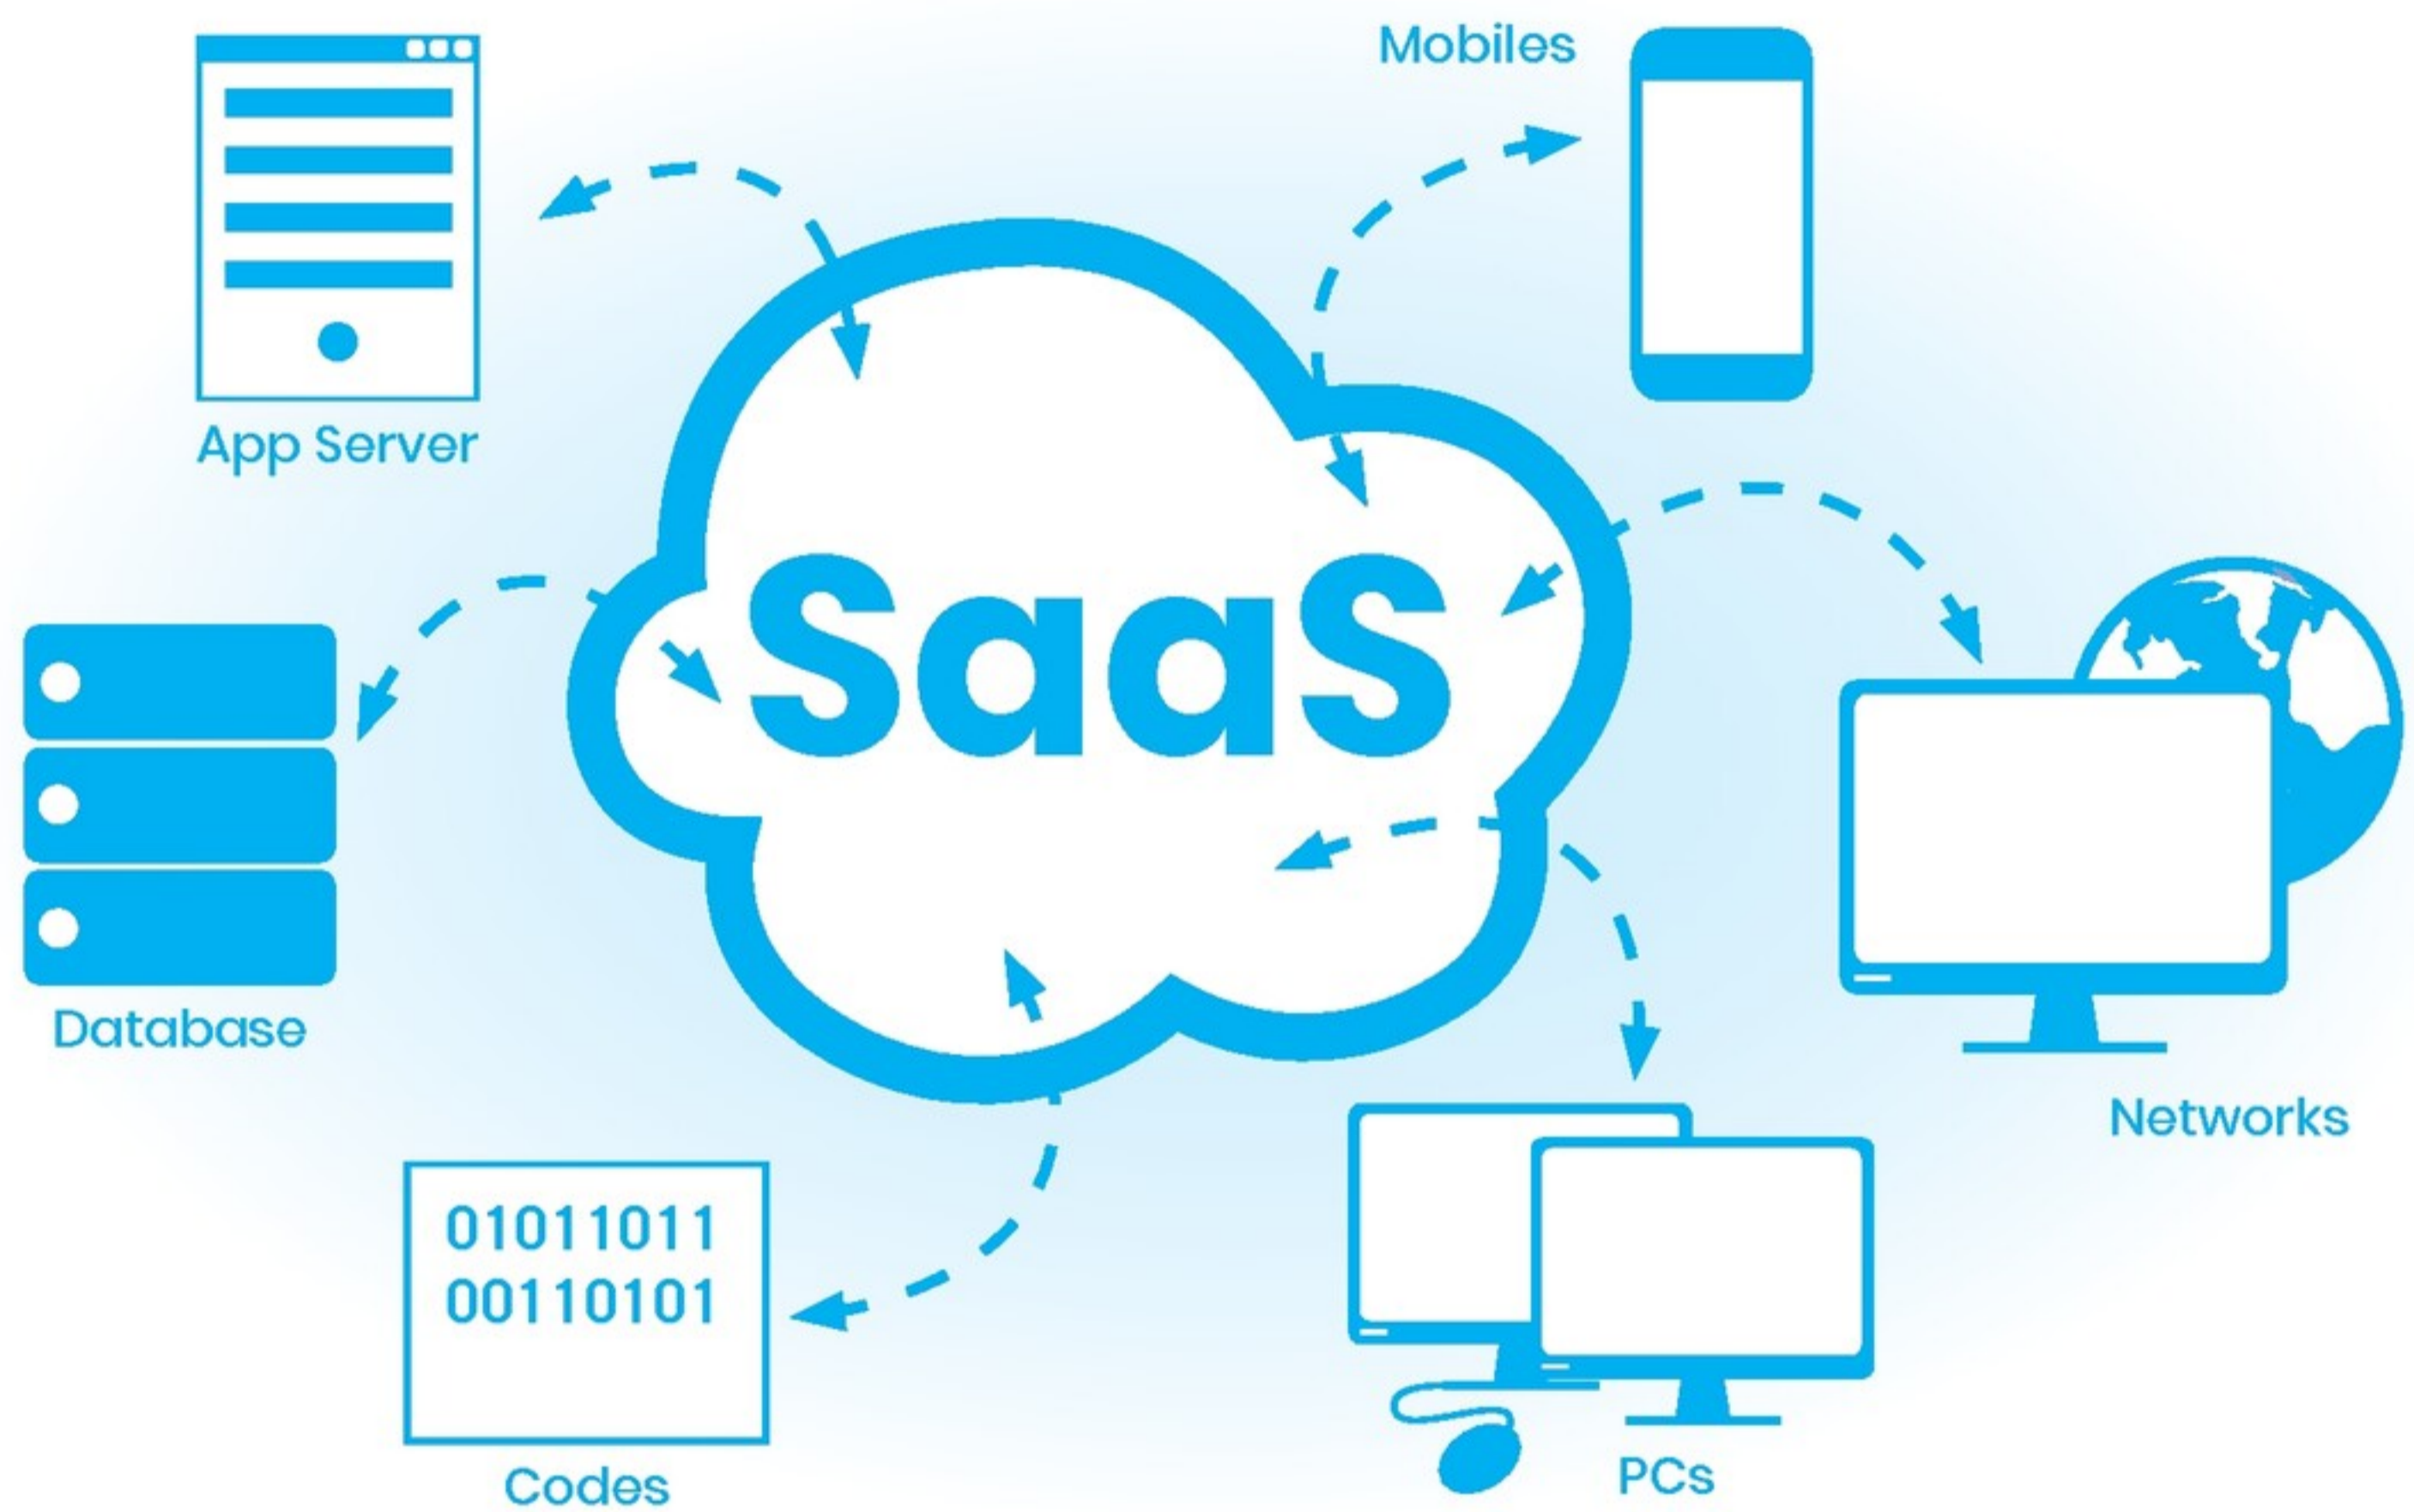 Mobiles
App Server
SaaS
Database
Networks
01011011
00110101
Codes
PCs